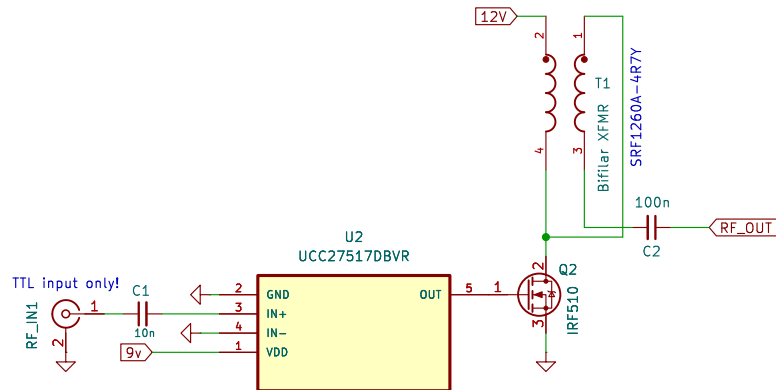 12V
2
1
T1
Bifilar XFMR
SRF1260A-4R7Y
4
3
100n
C2
RF_OUT
U2
UCC27517DBVR
TTL input only!
C1
10n
RF_IN1
1
2
2
GND
3
IN+
4
IN-
1
VDD
9v
OUT
5
1
2
Q2
IRF510
3